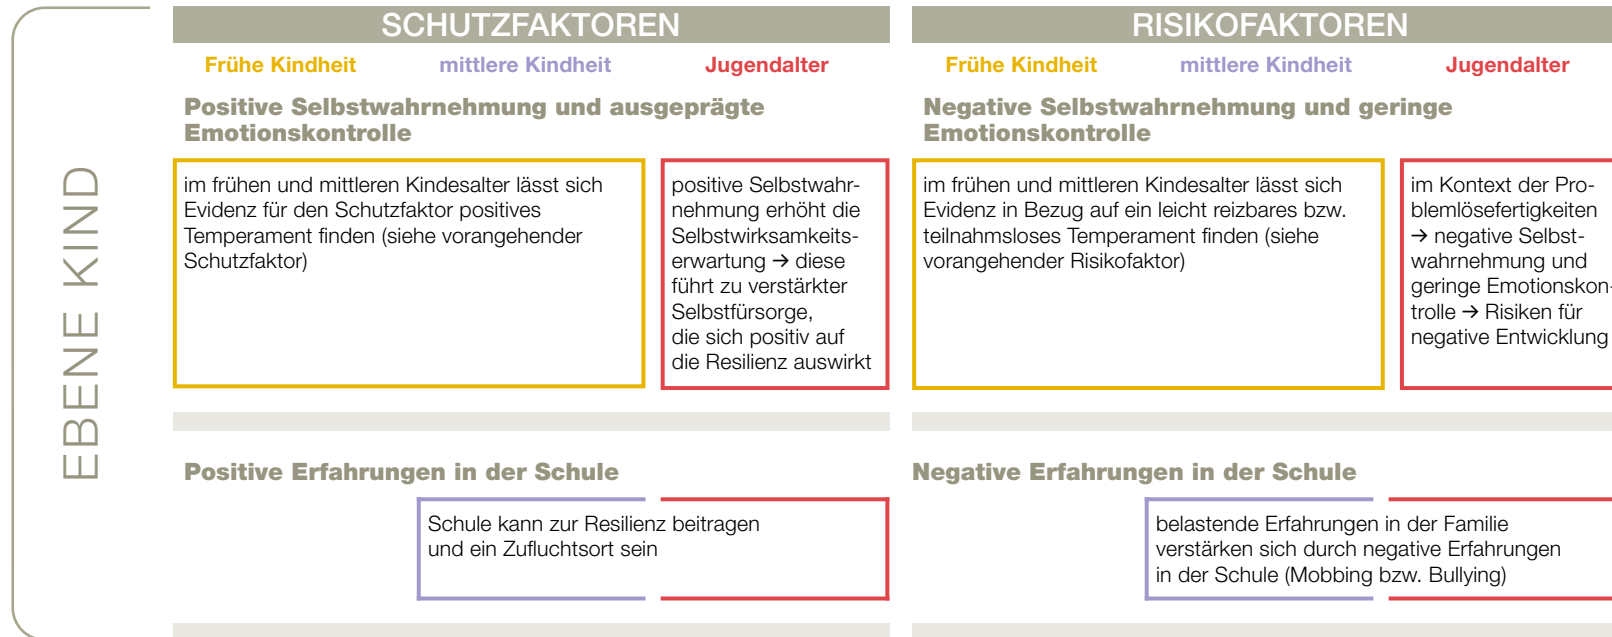 EBENE KIND
SCHUTZFAKTOREN
Frühe Kindheit
mittlere Kindheit
Jugendalter
Positive Selbstwahrnehmung und ausgeprägte
Emotionskontrolle
im frühen und mittleren Kindesalter lässt sich
Evidenz für den Schutzfaktor positives
Temperament finden (siehe vorangehender
Schutzfaktor)
positive Selbstwahr-
nehmung erhöht die
Selbstwirksamkeits-
erwartung → diese
führt zu verstärkter
Selbstfürsorge,
die sich positiv auf
die Resilienz auswirkt
Positive Erfahrungen in der Schule
Schule kann zur Resilienz beitragen
und ein Zufluchtsort sein
RISIKOFAKTOREN
Frühe Kindheit
mittlere Kindheit
Jugendalter
Negative Selbstwahrnehmung und geringe
Emotionskontrolle
im frühen und mittleren Kindesalter lässt sich
Evidenz in Bezug auf ein leicht reizbares bzw.
teilnahmsloses Temperament finden (siehe
vorangehender Risikofaktor)
im Kontext der Pro-
blemlösefertigkeiten
→ negative Selbst-
wahrnehmung und
geringe Emotionskon-
trolle → Risiken für
negative Entwicklung
Negative Erfahrungen in der Schule
belastende Erfahrungen in der Familie
verstärken sich durch negative Erfahrungen
in der Schule (Mobbing bzw. Bullying)